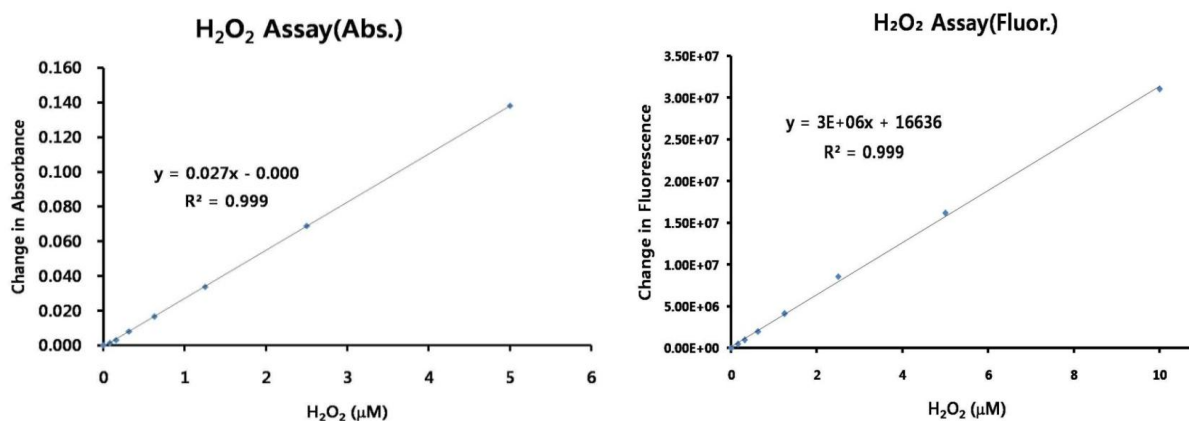 H₂O₂ Assay(Abs.)
0.160
0.140
0.120
0.100
0.080
0.060
0.040
0.020
0.000
Change in Absorbance
y = 0.027x - 0.000
R² = 0.999
0 1 2 3 4 5 6
H₂O₂ (μM)
H₂O₂ Assay(Fluor.)
3.50E+07
3.00E+07
2.50E+07
2.00E+07
1.50E+07
1.00E+07
5.00E+06
0.00E+00
Change in Fluorescence
y = 3E+06x + 16636
R² = 0.999
0 2 4 6 8 10
H₂O₂ (μM)